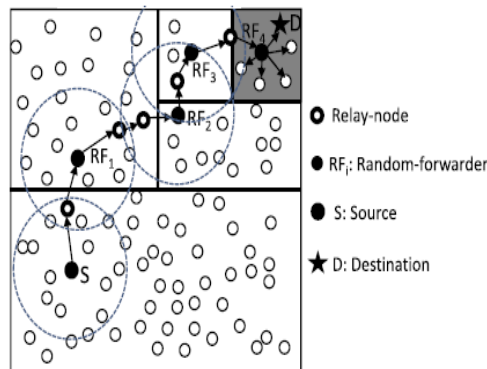 D
RF4
RF3
RF2
RF1
S
Relay-node
RFi: Random-forwarder
S: Source
D: Destination